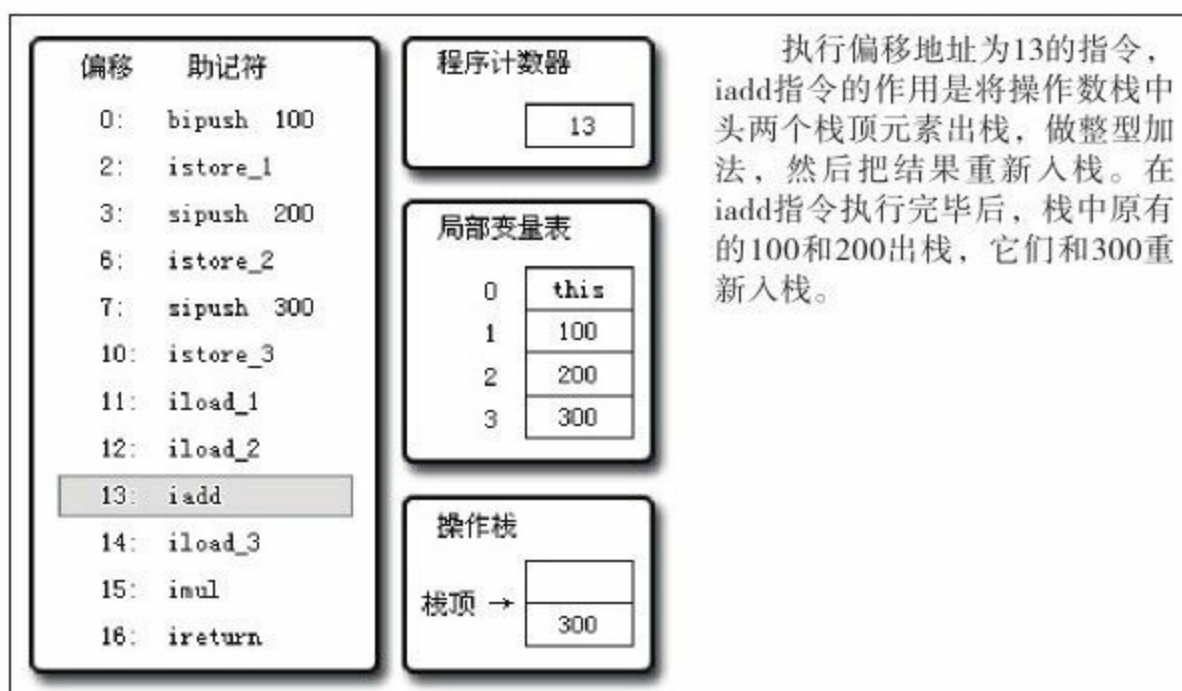 偏移 助记符
0: bipush 100
2: istore_1
3: sipush 200
6: istore_2
7: sipush 300
10: istore_3
11: iload_1
12: iload_2
13: iadd
14: iload_3
15: imul
16: ireturn
程序计数器
13
局部变量表
0 this
1 100
2 200
3 300
操作栈
栈顶 →
300
执行偏移地址为13的指令，
iadd指令的作用是将操作数栈中
头两个栈顶元素出栈，做整型加
法，然后把结果重新入栈。在
iadd指令执行完毕后，栈中原有
的100和200出栈，它们和300重
新入栈。